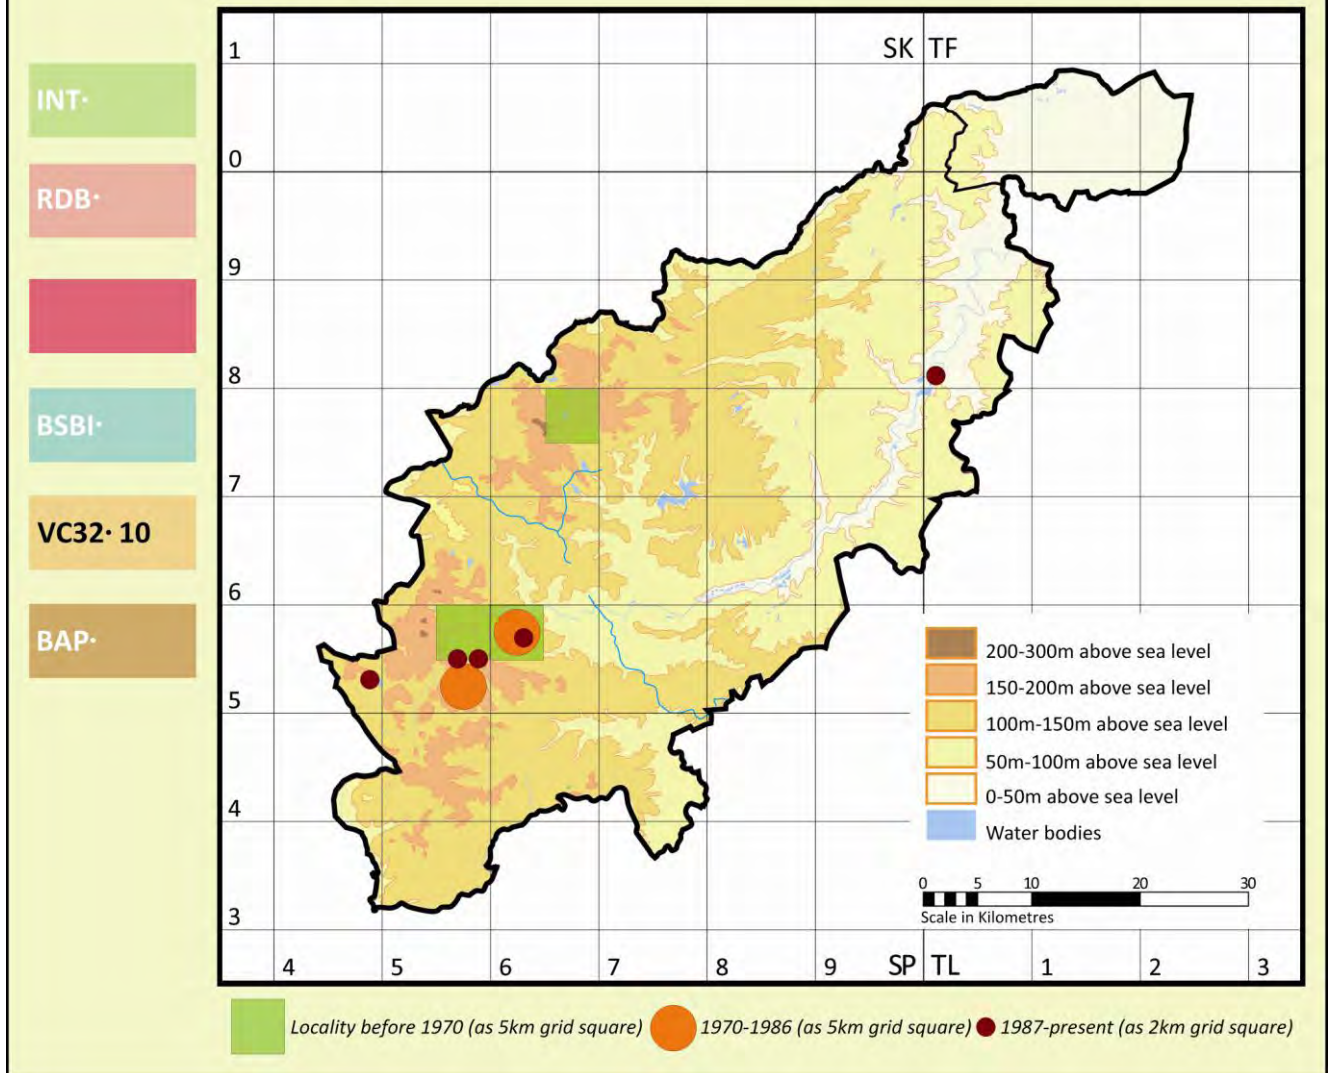 INT·
RDB·
BSBI·
VC32· 10
BAP·
SK TF
1
0
9
8
7
6
5
4
3
200-300m above sea level
150-200m above sea level
100m-150m above sea level
50m-100m above sea level
0-50m above sea level
Water bodies
0 5 10 20 30
Scale in Kilometres
4 5 6 7 8 9 SP TL 1 2 3
Locality before 1970 (as 5km grid square) 1970-1986 (as 5km grid square) 1987-present (as 2km grid square)